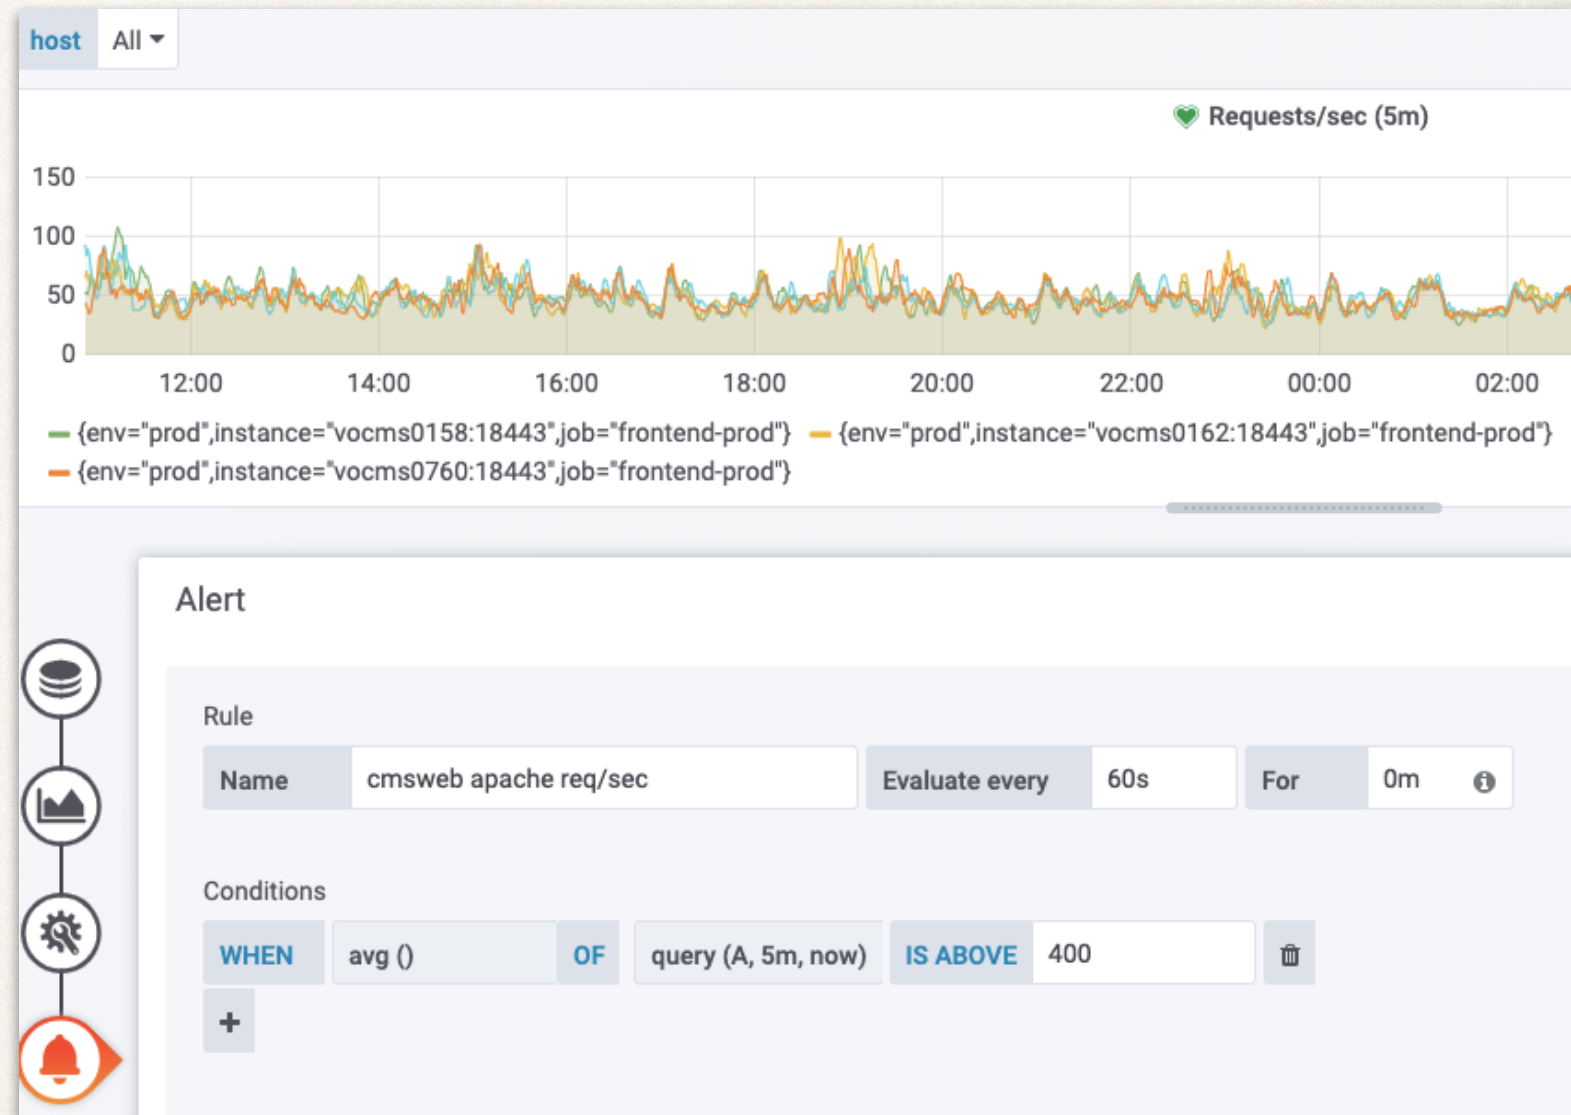 host All
Requests/sec (5m)
150
100
50
0
12:00 14:00 16:00 18:00 20:00 22:00 00:00 02:00
{env="prod",instance="vocms0158:18443",job="frontend-prod"} {env="prod",instance="vocms0162:18443",job="frontend-prod"}
{env="prod",instance="vocms0760:18443",job="frontend-prod"}
Alert
Rule
Name cmsweb apache req/sec Evaluate every 60s For 0m
Conditions
WHEN avg () OF query (A, 5m, now) IS ABOVE 400